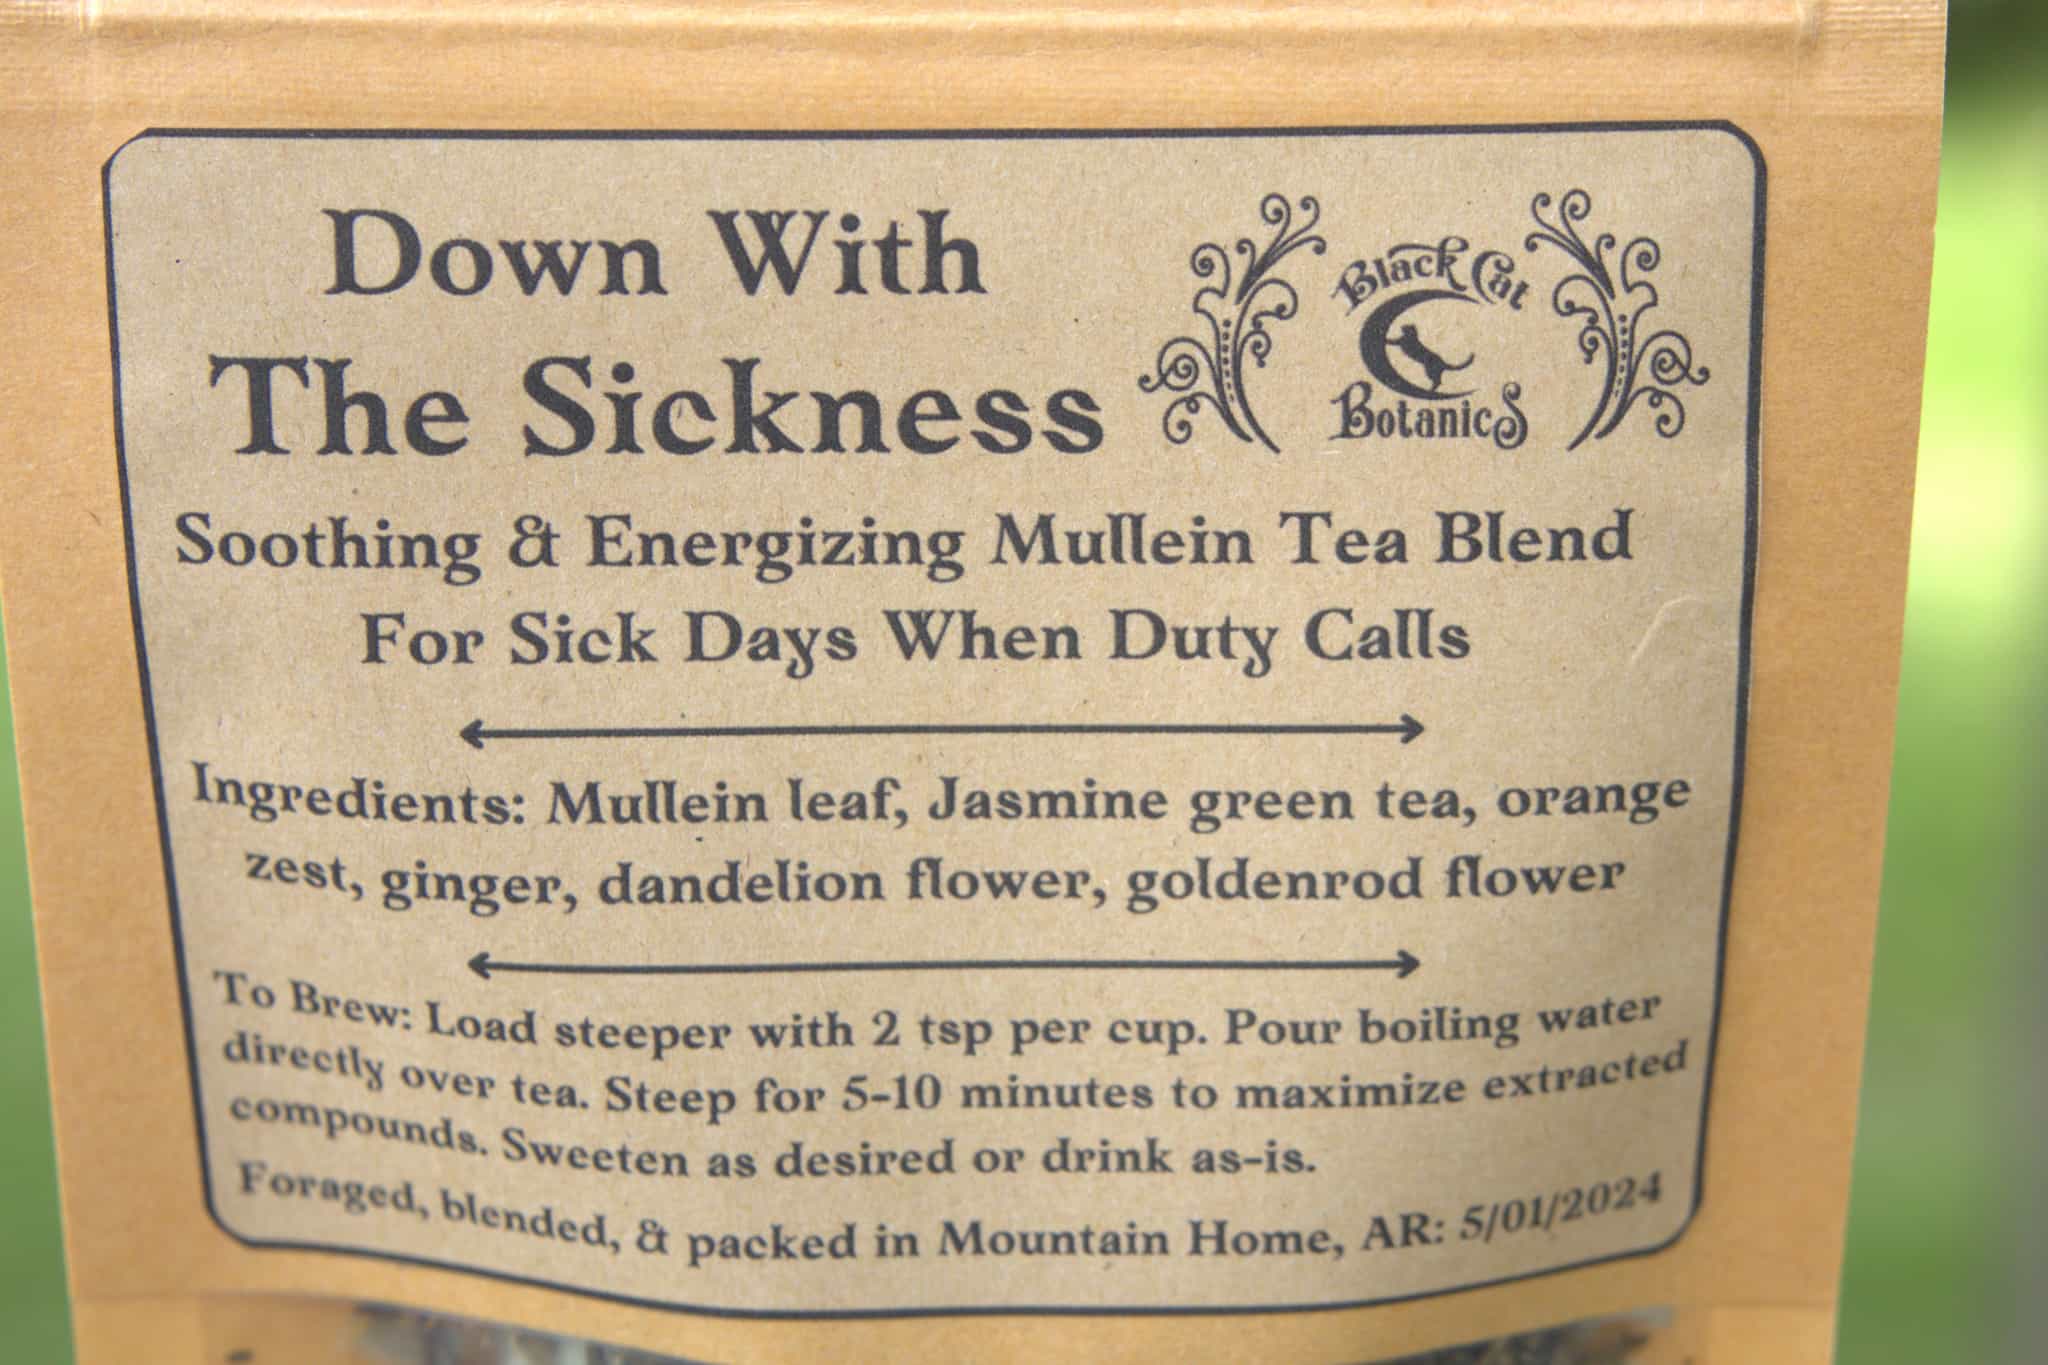 Down With
The Sickness
Black Cat
Botanics
Soothing & Energizing Mullein Tea Blend
For Sick Days When Duty Calls
Ingredients: Mullein leaf, Jasmine green tea, orange
zest, ginger, dandelion flower, goldenrod flower
To Brew: Load steeper with 2 tsp per cup. Pour boiling water
directly over tea. Steep for 5-10 minutes to maximize extracted
compounds. Sweeten as desired or drink as-is.
Foraged, blended, & packed in Mountain Home, AR: 5/01/2024